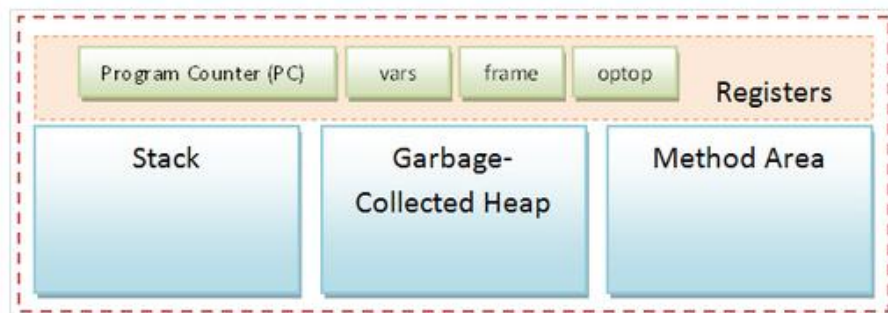 Program Counter (PC)
vars
frame
optop
Registers
Stack
Garbage-
Collected Heap
Method Area